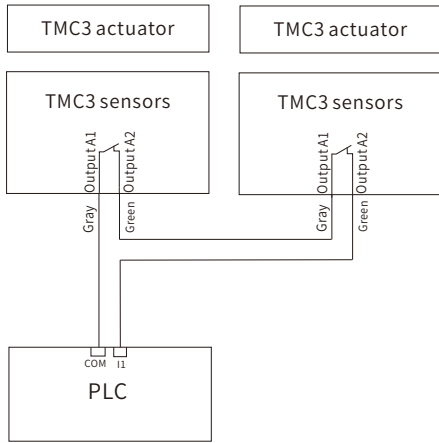 TMC3 actuator
TMC3 actuator
TMC3 sensors
TMC3 sensors
Output A1
Output A2
Output A1
Output A2
Gray
Green
Gray
Green
COM
I1
PLC